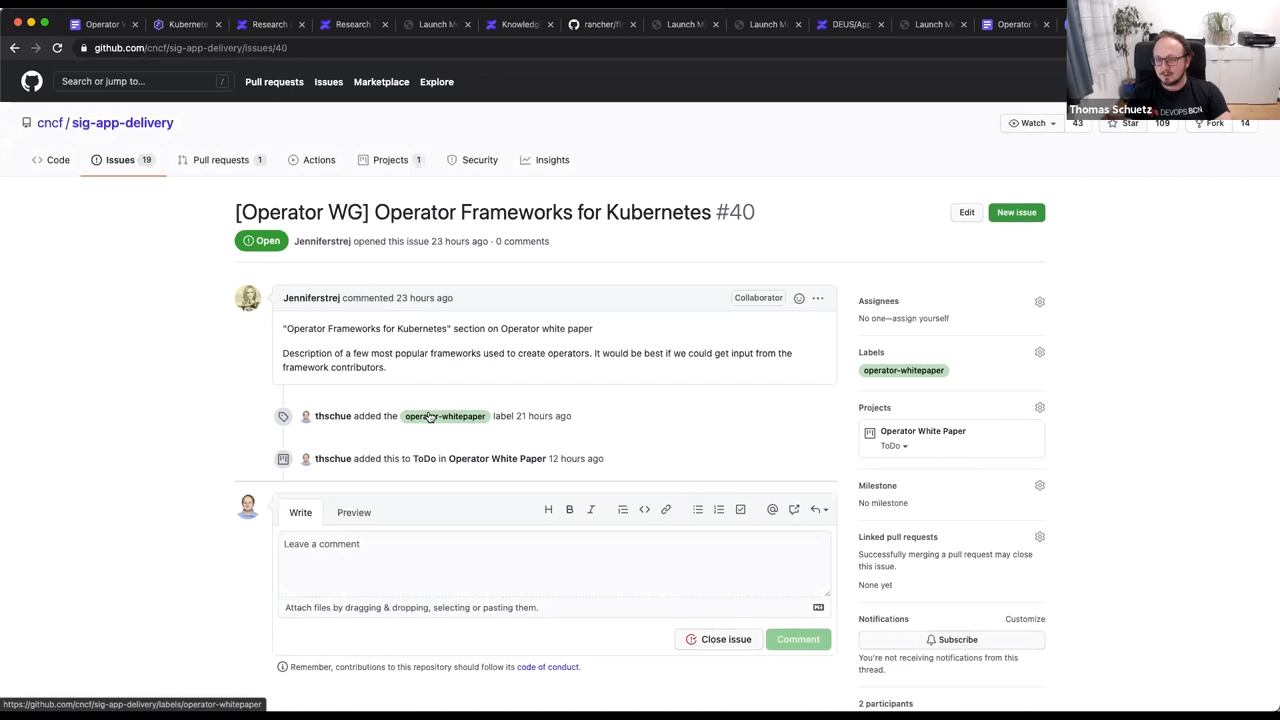 Operator
Kubernete
Research
Research
Launch M
Knowledg
rancher/fl
Launch M
Launch M
DEUS/App
Launch M
Operator W
github.com/cncf/sig-app-delivery/issues/40
Search or jump to...
/
Pull requests
Issues
Marketplace
Explore
Thomas Schuetz
DEVOPS.BCN
cncf / sig-app-delivery
Watch 43
Star 109
Fork 14
Code
Issues 19
Pull requests 1
Actions
Projects 1
Security
Insights
[Operator WG] Operator Frameworks for Kubernetes #40
Edit
New issue
Open
Jenniferstrej opened this issue 23 hours ago · 0 comments
Jenniferstrej commented 23 hours ago
Collaborator
"Operator Frameworks for Kubernetes" section on Operator white paper
Description of a few most popular frameworks used to create operators. It would be best if we could get input from the
framework contributors.
thschue added the operator-whitepaper label 21 hours ago
thschue added this to ToDo in Operator White Paper 12 hours ago
Write
Preview
Leave a comment
Attach files by dragging & dropping, selecting or pasting them.
Close issue
Comment
Remember, contributions to this repository should follow its code of conduct.
Assignees
No one—assign yourself
Labels
operator-whitepaper
Projects
Operator White Paper
ToDo
Milestone
No milestone
Linked pull requests
Successfully merging a pull request may close
this issue.
None yet
Notifications
Customize
Subscribe
You're not receiving notifications from this
thread.
2 participants
https://github.com/cncf/sig-app-delivery/labels/operator-whitepaper